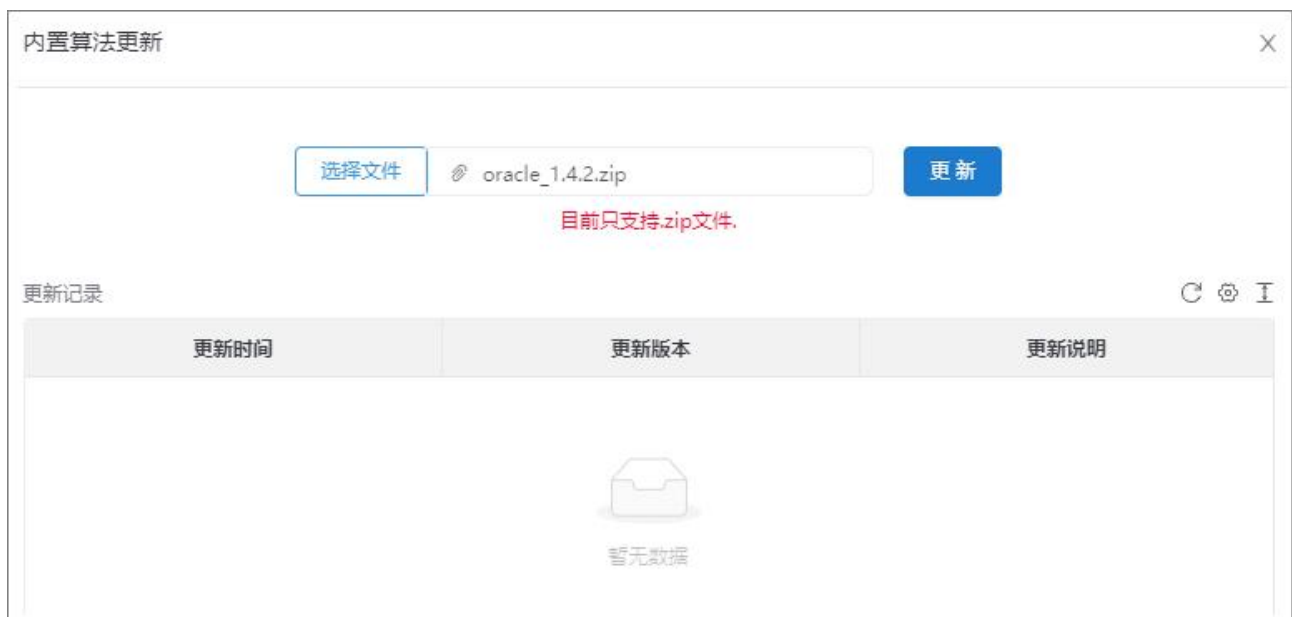 内置算法更新
选择文件 oracle_1.4.2.zip 更新
目前只支持.zip文件.
更新记录
更新时间 更新版本 更新说明
暂无数据